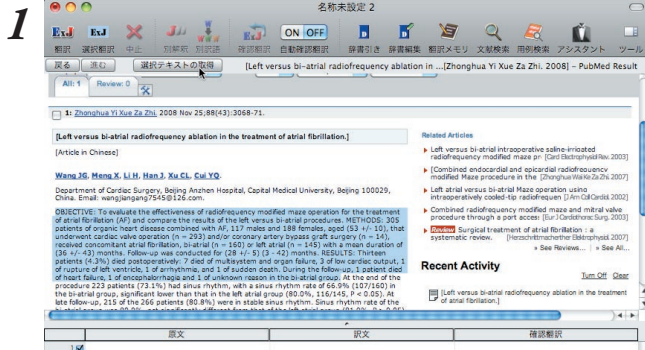 1
名称未設定 2
ExJ ExJ ExJ ON OFF
翻訳 選択翻訳 中止 別解釈 別訳語 確認翻訳 自動確認翻訳 辞書引き 辞書編集 翻訳メモリ 文献検索 用例検索 アシスタント ツール
戻る 進む 選択テキストの取得 [Left versus bi-atrial radiofrequency ablation in ...[Zhonghua Yi Xue Za Zhi. 2008] - PubMed Result
All: 1 Review: 0
1: Zhonghua Yi Xue Za Zhi. 2008 Nov 25;88(43):3068-71.
[Left versus bi-atrial radiofrequency ablation in the treatment of atrial fibrillation.]
[Article in Chinese]
Wang JG, Meng X, Li H, Han J, Xu CL, Cui YQ.
Department of Cardiac Surgery, Beijing Anzhen Hospital, Capital Medical University, Beijing 100029,
China. Email: wangjiangang7545@126.com.
OBJECTIVE: To evaluate the effectiveness of radiofrequency modified maze operation for the treatment
of atrial fibrillation (AF) and compare the results of the left versus bi-atrial procedures. METHODS: 305
patients of organic heart disease combined with AF, 117 males and 188 females, aged (53 +/- 10), that
underwent cardiac valve operation (n = 293) and/or coronary artery bypass graft surgery (n = 14),
received concomitant atrial fibrillation, bi-atrial (n = 160) or left atrial (n = 145) with a mean duration of
(36 +/- 43) months. Follow-up was conducted for (28 +/- 5) (3 - 42) months. RESULTS: Thirteen
patients (4.3%) died postoperatively: 7 died of multisystem and organ failure, 3 of low cardiac output, 1
of rupture of left ventricle, 1 of arrhythmia, and 1 of sudden death. During the follow-up, 1 patient died
of heart failure, 1 of encephalorrhagia and 1 of unknown reason in the bi-atrial group. At the end of the
procedure 223 patients (73.1%) had sinus rhythm, with a sinus rhythm rate of 66.9% (107/160) in
the bi-atrial group, significant lower than that in the left atrial group (80.0%, 116/145, P < 0.05). At
late follow-up, 215 of the 266 patients (80.8%) were in stable sinus rhythm. Sinus rhythm rate of the
Related Articles
Left versus bi-atrial intraoperative saline-irrigated
radiofrequency modified maze pr [Card Electrophysiol Rev. 2003]
[Combined endocardial and epicardial radiofrequency
modified Maze procedure in the [Zhonghua Wai Ke Za Zhi. 2007]
Left atrial versus bi-atrial Maze operation using
intraoperatively cooled-tip radiofrequen [J Am Coll Cardiol. 2002]
Combined radiofrequency modified maze and mitral valve
procedure through a port access [Eur J Cardiothorac Surg. 2003]
Review Surgical treatment of atrial fibrillation : a
systematic review. [Herzschrittmacherther Elektrophysiol. 2007]
» See Reviews... | » See All...
Recent Activity
Turn Off Clear
[Left versus bi-atrial radiofrequency ablation in the treatment
of atrial fibrillation.]
原文 訳文 確認翻訳
1